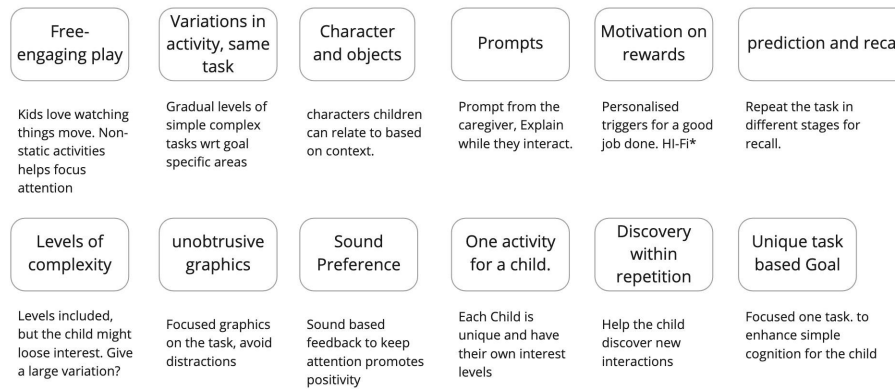 Free-
engaging play
Kids love watching
things move. Non-
static activities
helps focus
attention
Variations in
activity, same
task
Gradual levels of
simple complex
tasks wrt goal
specific areas
Character
and objects
characters children
can relate to based
on context.
Prompts
Prompt from the
caregiver, Explain
while they interact.
Motivation on
rewards
Personalised
triggers for a good
job done. HI-Fi*
prediction and reca
Repeat the task in
different stages for
recall.
Levels of
complexity
Levels included,
but the child might
loose interest. Give
a large variation?
unobtrusive
graphics
Focused graphics
on the task, avoid
distractions
Sound
Preference
Sound based
feedback to keep
attention promotes
positivity
One activity
for a child.
Each Child is
unique and have
their own interest
levels
Discovery
within
repetition
Help the child
discover new
interactions
Unique task
based Goal
Focused one task. to
enhance simple
cognition for the child